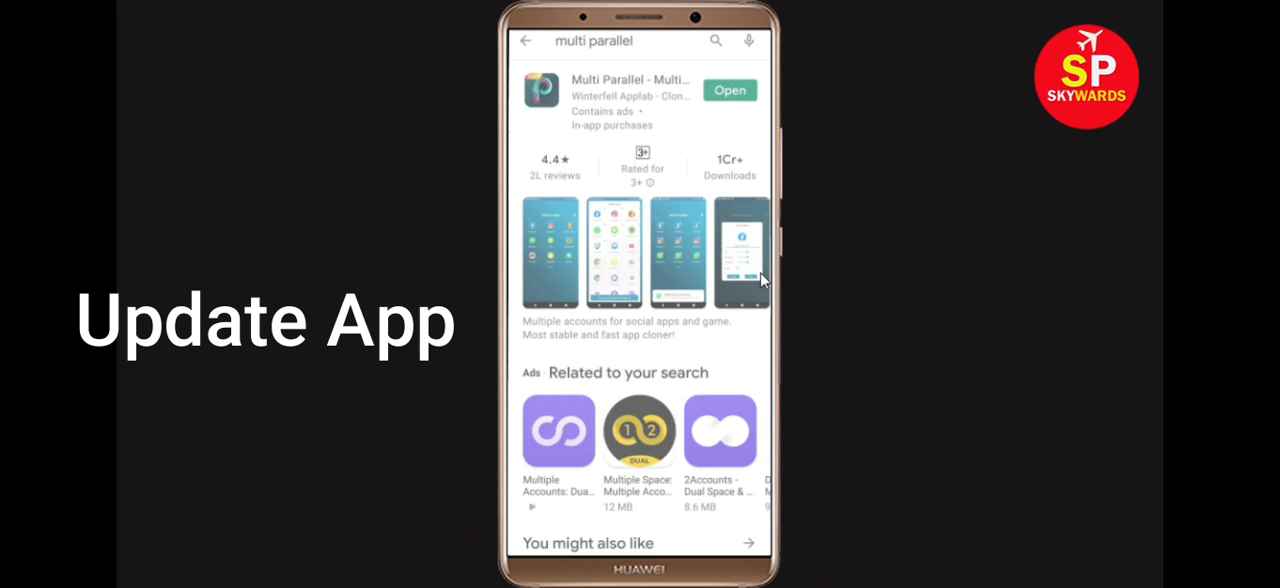 multi parallel
Multi Parallel - Multi...
Winterfell Applab - Clon...
Contains ads •
In-app purchases
Open
4.4★
2L reviews
3+
Rated for
3+
1Cr+
Downloads
Multiple accounts for social apps and game.
Most stable and fast app cloner!
Ads · Related to your search
1 2
DUAL
Multiple
Accounts: Dua...
Multiple Space:
Multiple Acco...
12 MB
2Accounts -
Dual Space & ...
8.6 MB
You might also like
HUAWEI
Update App
SP
SKYWARDS